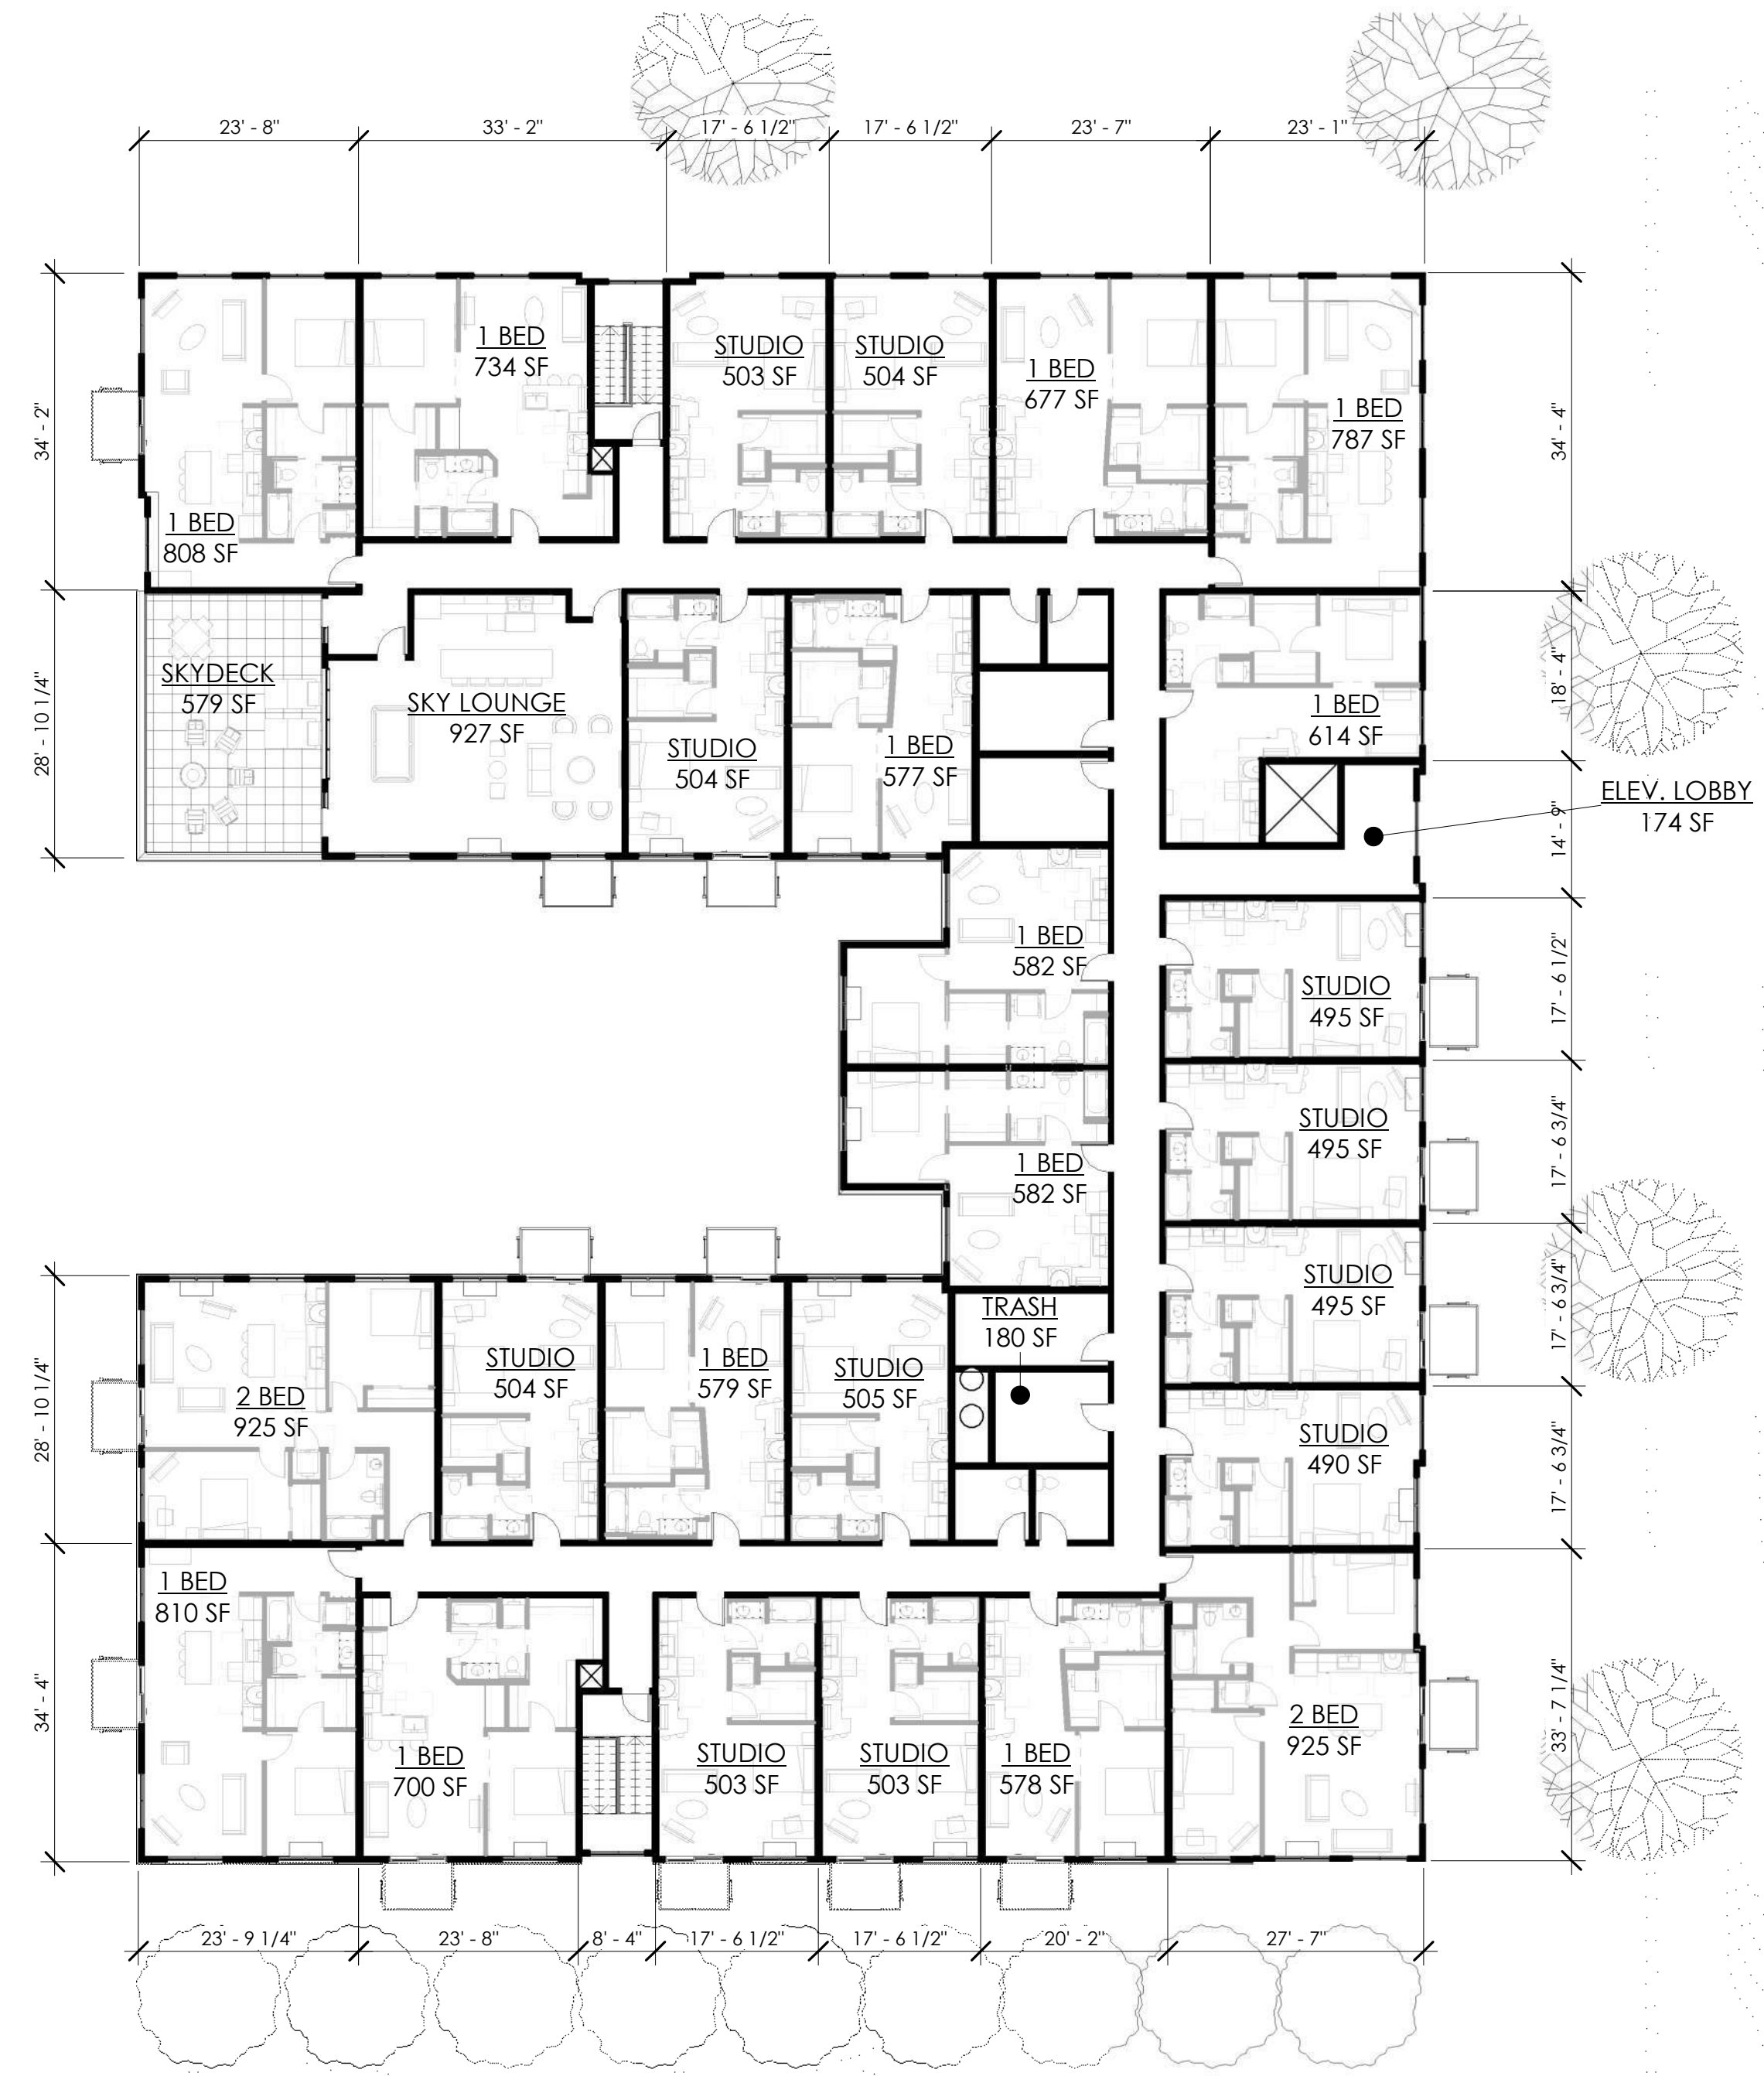 23' - 8"
33' - 2"
17' - 6 1/2"
17' - 6 1/2"
23' - 7"
23' - 1"
34' - 2"
28' - 10 1/4"
1 BED
808 SF
1 BED
734 SF
STUDIO
503 SF
STUDIO
504 SF
1 BED
677 SF
1 BED
787 SF
34' - 4"
SKYDECK
579 SF
SKY LOUNGE
927 SF
STUDIO
504 SF
1 BED
577 SF
1 BED
614 SF
18' - 4"
ELEV. LOBBY
174 SF
14' - 9"
1 BED
582 SF
STUDIO
495 SF
17' - 6 1/2"
1 BED
582 SF
STUDIO
495 SF
17' - 6 3/4"
STUDIO
495 SF
17' - 6 3/4"
28' - 10 1/4"
2 BED
925 SF
STUDIO
504 SF
1 BED
579 SF
STUDIO
505 SF
TRASH
180 SF
STUDIO
490 SF
17' - 6 3/4"
34' - 4"
1 BED
810 SF
1 BED
700 SF
STUDIO
503 SF
STUDIO
503 SF
1 BED
578 SF
2 BED
925 SF
33' - 7 1/4"
23' - 9 1/4"
23' - 8"
8' - 4"
17' - 6 1/2"
17' - 6 1/2"
20' - 2"
27' - 7"